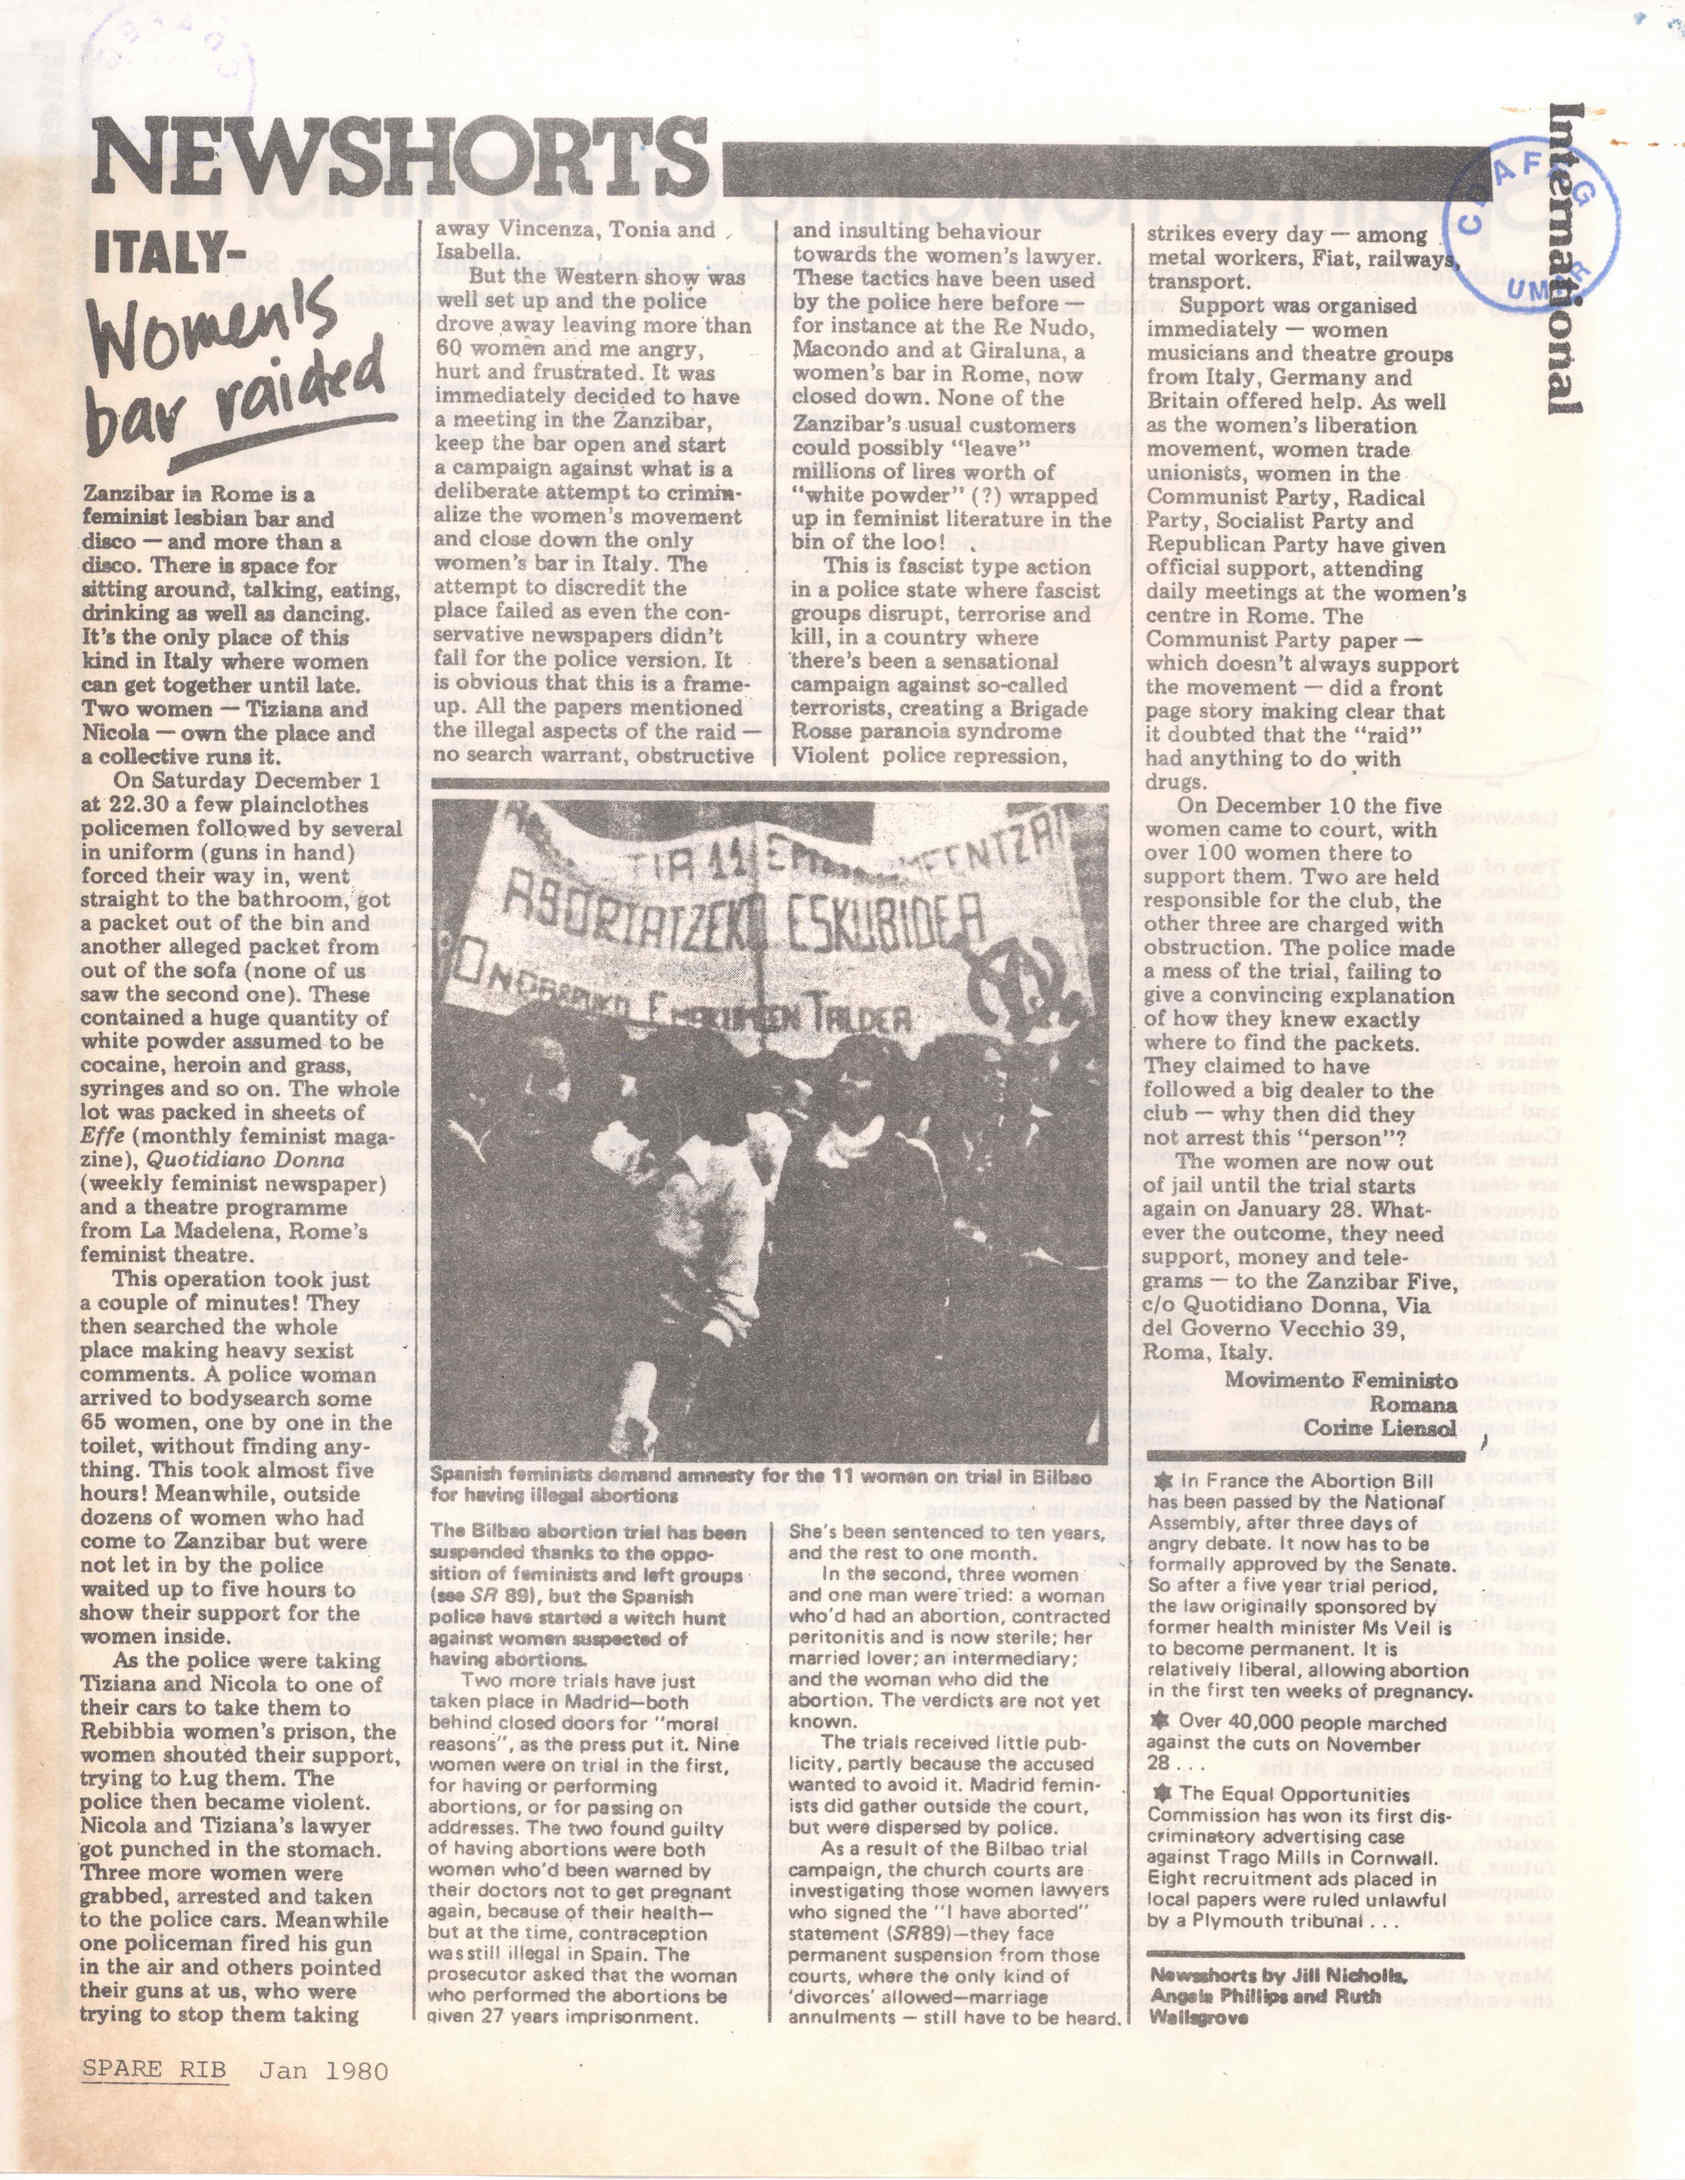 NEWSHORTS
International
ITALY-
Women's
bar raided
Zanzibar in Rome is a
feminist lesbian bar and
disco — and more than a
disco. There is space for
sitting around, talking, eating,
drinking as well as dancing.
It's the only place of this
kind in Italy where women
can get together until late.
Two women — Tiziana and
Nicola — own the place and
a collective runs it.
On Saturday December 1
at 22.30 a few plainclothes
policemen followed by several
in uniform (guns in hand)
forced their way in, went
straight to the bathroom, got
a packet out of the bin and
another alleged packet from
out of the sofa (none of us
saw the second one). These
contained a huge quantity of
white powder assumed to be
cocaine, heroin and grass,
syringes and so on. The whole
lot was packed in sheets of
Effe (monthly feminist maga-
zine), Quotidiano Donna
(weekly feminist newspaper)
and a theatre programme
from La Madelena, Rome's
feminist theatre.
This operation took just
a couple of minutes! They
then searched the whole
place making heavy sexist
comments. A police woman
arrived to bodysearch some
65 women, one by one in the
toilet, without finding any-
thing. This took almost five
hours! Meanwhile, outside
dozens of women who had
come to Zanzibar but were
not let in by the police
waited up to five hours to
show their support for the
women inside.
As the police were taking
Tiziana and Nicola to one of
their cars to take them to
Rebibbia women's prison, the
women shouted their support,
trying to hug them. The
police then became violent.
Nicola and Tiziana's lawyer
got punched in the stomach.
Three more women were
grabbed, arrested and taken
to the police cars. Meanwhile
one policeman fired his gun
in the air and others pointed
their guns at us, who were
trying to stop them taking
away Vincenza, Tonia and
Isabella.
But the Western show was
well set up and the police
drove away leaving more than
60 women and me angry,
hurt and frustrated. It was
immediately decided to have
a meeting in the Zanzibar,
keep the bar open and start
a campaign against what is a
deliberate attempt to crimin-
alize the women's movement
and close down the only
women's bar in Italy. The
attempt to discredit the
place failed as even the con-
servative newspapers didn't
fall for the police version. It
is obvious that this is a frame-
up. All the papers mentioned
the illegal aspects of the raid —
no search warrant, obstructive
and insulting behaviour
towards the women's lawyer.
These tactics have been used
by the police here before —
for instance at the Re Nudo,
Macondo and at Giraluna, a
women's bar in Rome, now
closed down. None of the
Zanzibar's usual customers
could possibly "leave"
millions of lires worth of
"white powder" (?) wrapped
up in feminist literature in the
bin of the loo!
This is fascist type action
in a police state where fascist
groups disrupt, terrorise and
kill, in a country where
there's been a sensational
campaign against so-called
terrorists, creating a Brigade
Rosse paranoia syndrome
Violent police repression,
strikes every day — among
metal workers, Fiat, railways,
transport.
Support was organised
immediately — women
musicians and theatre groups
from Italy, Germany and
Britain offered help. As well
as the women's liberation
movement, women trade
unionists, women in the
Communist Party, Radical
Party, Socialist Party and
Republican Party have given
official support, attending
daily meetings at the women's
centre in Rome. The
Communist Party paper —
which doesn't always support
the movement — did a front
page story making clear that
it doubted that the "raid"
had anything to do with
drugs.
On December 10 the five
women came to court, with
over 100 women there to
support them. Two are held
responsible for the club, the
other three are charged with
obstruction. The police made
a mess of the trial, failing to
give a convincing explanation
of how they knew exactly
where to find the packets.
They claimed to have
followed a big dealer to the
club — why then did they
not arrest this "person"?
The women are now out
of jail until the trial starts
again on January 28. What-
ever the outcome, they need
support, money and tele-
grams — to the Zanzibar Five,
c/o Quotidiano Donna, Via
del Governo Vecchio 39,
Roma, Italy.
Movimento Feministo
Romana
Corine Liensol
TIA 11
ABORTATZEKO ESKUBIDEA
EMAKUMEEN TALDEA
Spanish feminists demand amnesty for the 11 women on trial in Bilbao
for having illegal abortions
The Bilbao abortion trial has been
suspended thanks to the oppo-
sition of feminists and left groups
(see SR 89), but the Spanish
police have started a witch hunt
against women suspected of
having abortions.
Two more trials have just
taken place in Madrid—both
behind closed doors for "moral
reasons", as the press put it. Nine
women were on trial in the first,
for having or performing
abortions, or for passing on
addresses. The two found guilty
of having abortions were both
women who'd been warned by
their doctors not to get pregnant
again, because of their health—
but at the time, contraception
was still illegal in Spain. The
prosecutor asked that the woman
who performed the abortions be
given 27 years imprisonment.
She's been sentenced to ten years,
and the rest to one month.
In the second, three women
and one man were tried: a woman
who'd had an abortion, contracted
peritonitis and is now sterile; her
married lover; an intermediary;
and the woman who did the
abortion. The verdicts are not yet
known.
The trials received little pub-
licity, partly because the accused
wanted to avoid it. Madrid femin-
ists did gather outside the court,
but were dispersed by police.
As a result of the Bilbao trial
campaign, the church courts are
investigating those women lawyers
who signed the "I have aborted"
statement (SR89)—they face
permanent suspension from those
courts, where the only kind of
'divorces' allowed—marriage
annulments — still have to be heard.
In France the Abortion Bill
has been passed by the National
Assembly, after three days of
angry debate. It now has to be
formally approved by the Senate.
So after a five year trial period,
the law originally sponsored by
former health minister Ms Veil is
to become permanent. It is
relatively liberal, allowing abortion
in the first ten weeks of pregnancy.
Over 40,000 people marched
against the cuts on November
28 . . .
The Equal Opportunities
Commission has won its first dis-
criminatory advertising case
against Trago Mills in Cornwall.
Eight recruitment ads placed in
local papers were ruled unlawful
by a Plymouth tribunal . . .
Newsshorts by Jill Nicholls,
Angela Phillips and Ruth
Wallsgrove
SPARE RIB Jan 1980